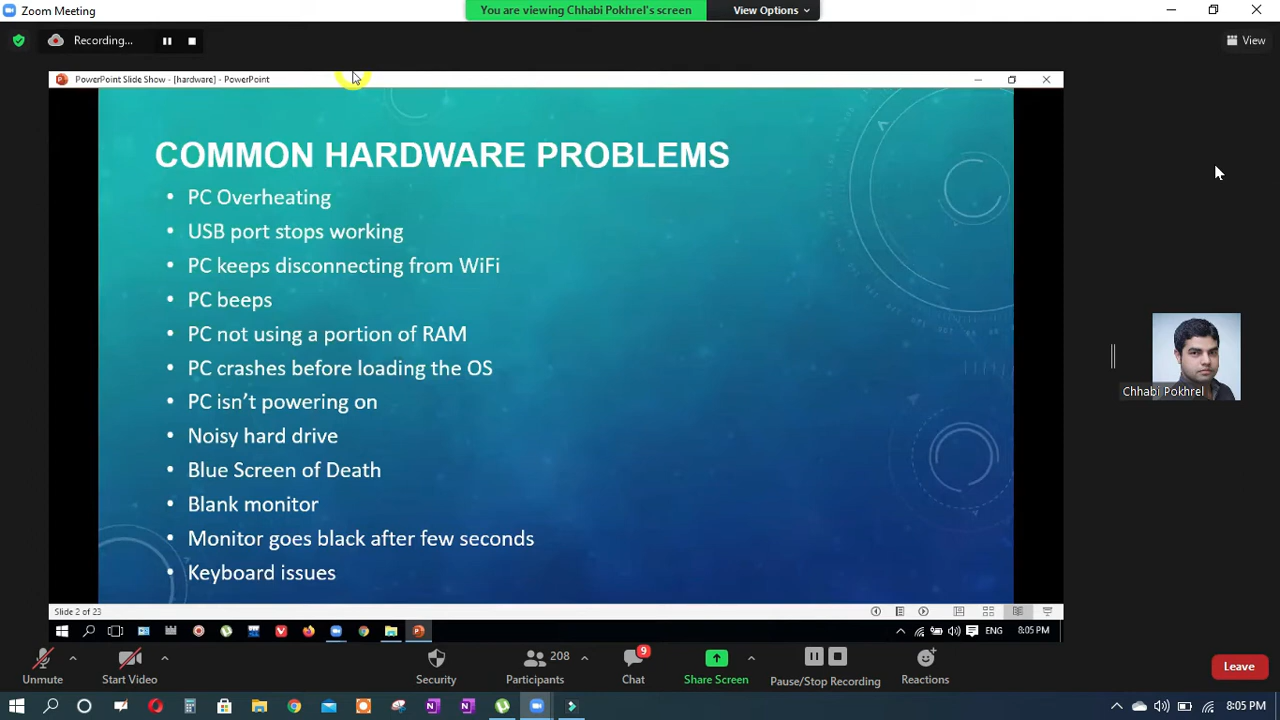 Zoom Meeting
You are viewing Chhabi Pokhrel's screen
View Options
Recording...
View
PowerPoint Slide Show - [hardware] - PowerPoint
COMMON HARDWARE PROBLEMS
• PC Overheating
• USB port stops working
• PC keeps disconnecting from WiFi
• PC beeps
• PC not using a portion of RAM
• PC crashes before loading the OS
• PC isn't powering on
• Noisy hard drive
• Blue Screen of Death
• Blank monitor
• Monitor goes black after few seconds
• Keyboard issues
Chhabi Pokhrel
Slide 2 of 23
ENG 8:05 PM
208
9
Unmute
Start Video
Security
Participants
Chat
Share Screen
Pause/Stop Recording
Reactions
Leave
8:05 PM